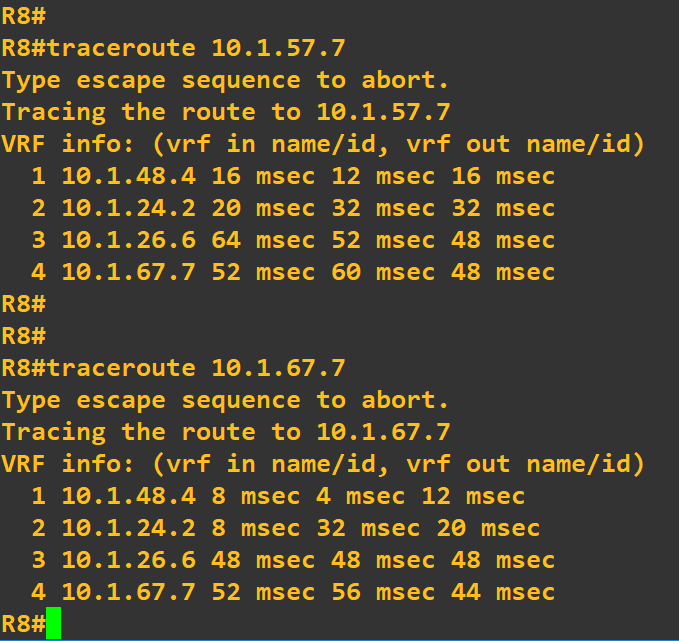 R8#
R8#traceroute 10.1.57.7
Type escape sequence to abort.
Tracing the route to 10.1.57.7
VRF info: (vrf in name/id, vrf out name/id)
  1 10.1.48.4 16 msec 12 msec 16 msec
  2 10.1.24.2 20 msec 32 msec 32 msec
  3 10.1.26.6 64 msec 52 msec 48 msec
  4 10.1.67.7 52 msec 60 msec 48 msec
R8#
R8#
R8#traceroute 10.1.67.7
Type escape sequence to abort.
Tracing the route to 10.1.67.7
VRF info: (vrf in name/id, vrf out name/id)
  1 10.1.48.4 8 msec 4 msec 12 msec
  2 10.1.24.2 8 msec 32 msec 20 msec
  3 10.1.26.6 48 msec 48 msec 48 msec
  4 10.1.67.7 52 msec 56 msec 44 msec
R8#